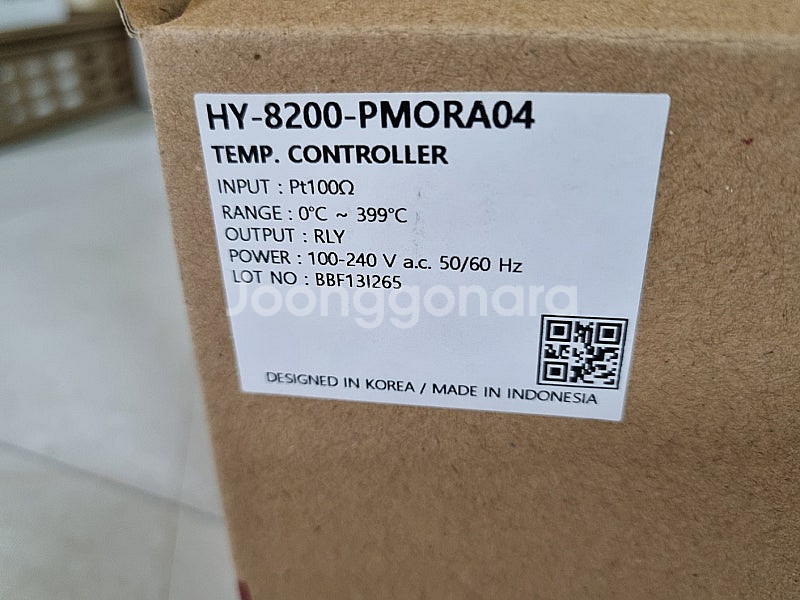 HY-8200-PMORA04
TEMP. CONTROLLER
INPUT : Pt100Ω
RANGE : 0℃ ~ 399℃
OUTPUT : RLY
POWER : 100-240 V a.c. 50/60 Hz
LOT NO : BBF13I265
Joonggonara
DESIGNED IN KOREA / MADE IN INDONESIA